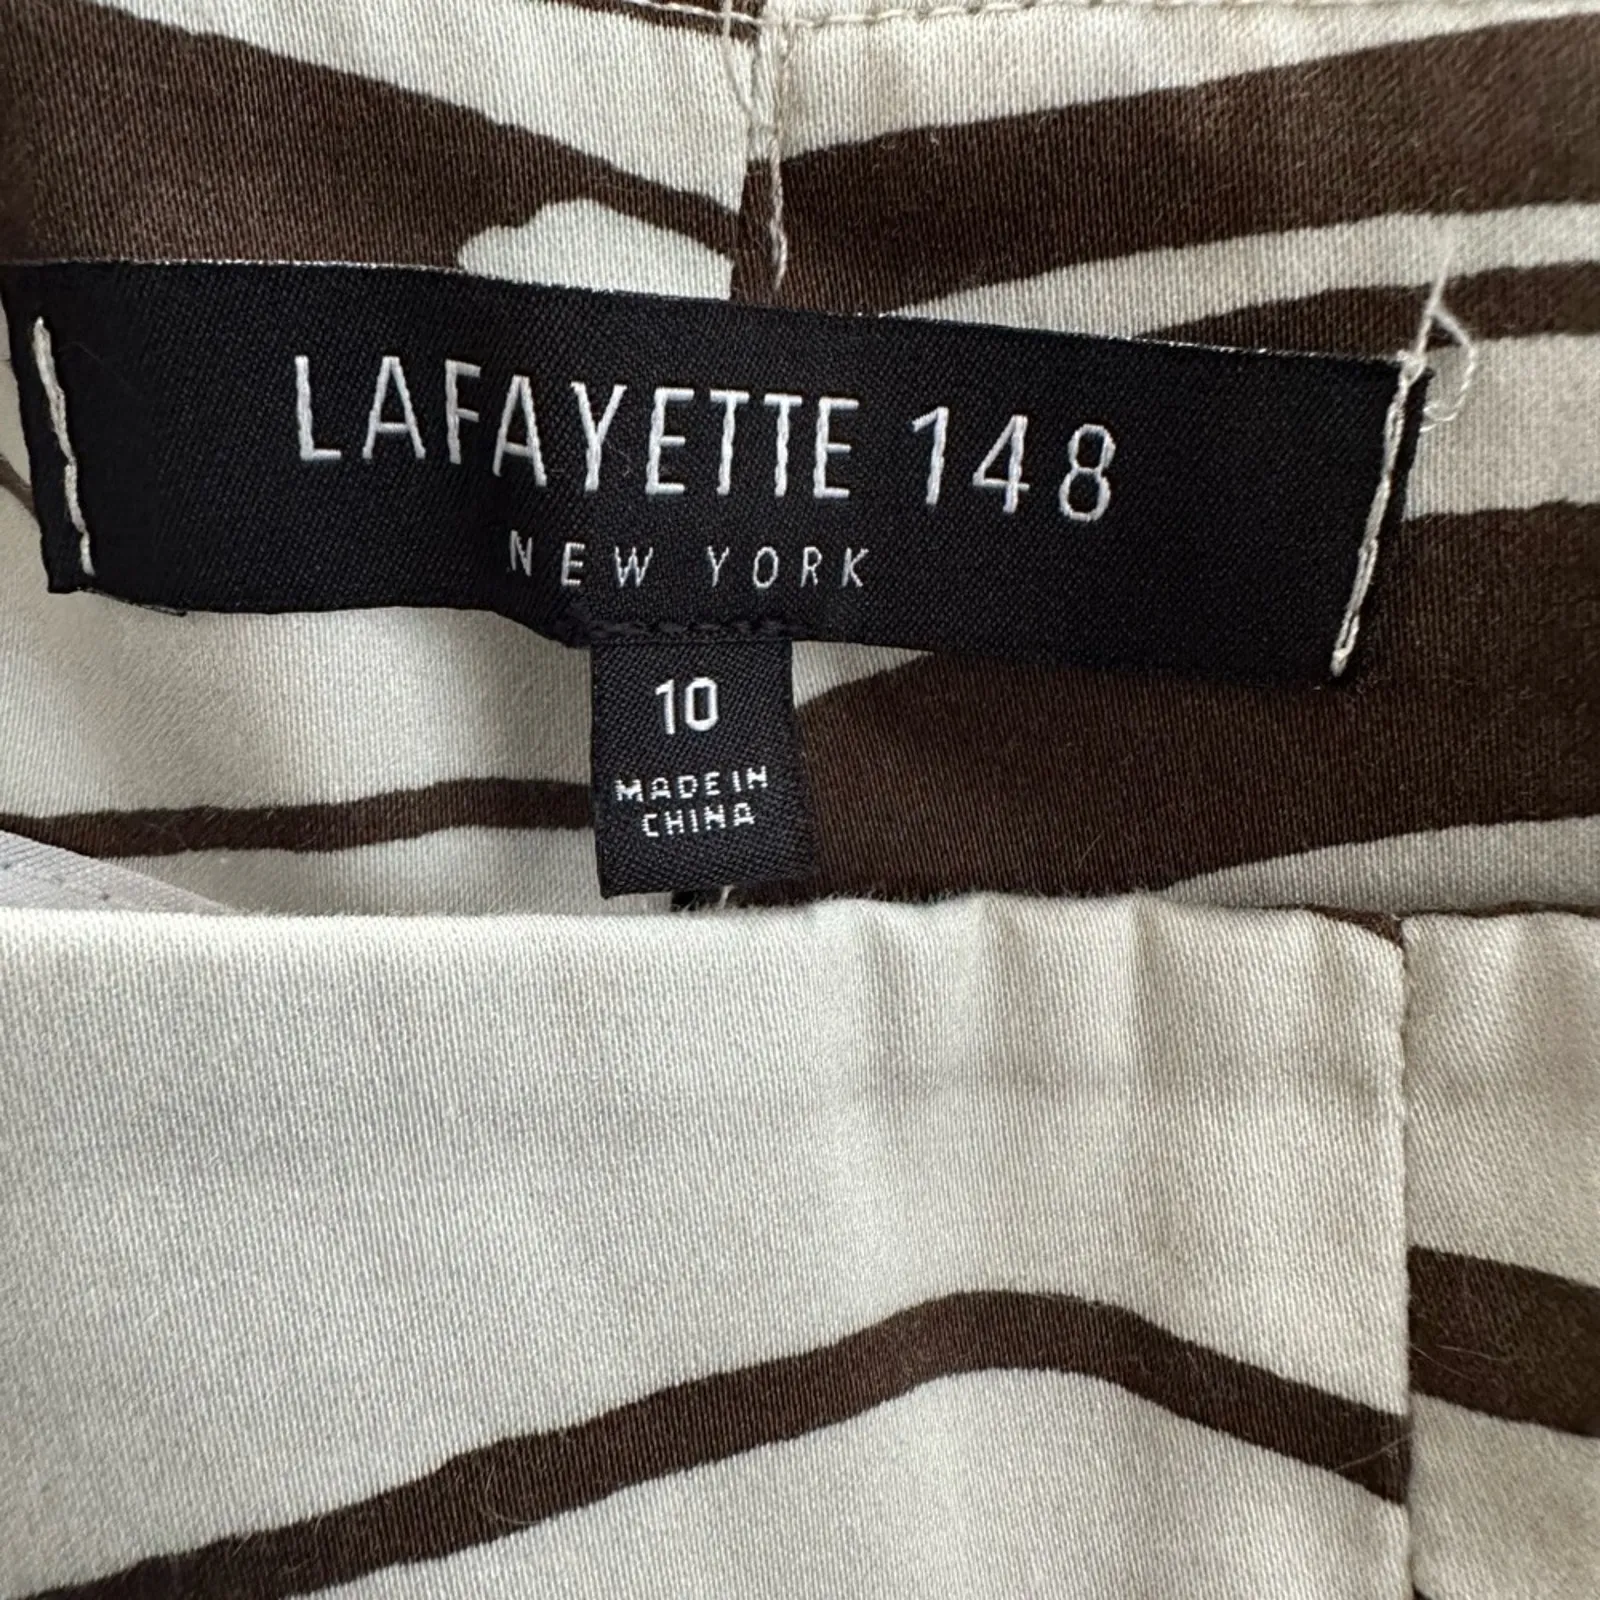 LAFAYETTE 148
NEW YORK
10
MADE IN
CHINA